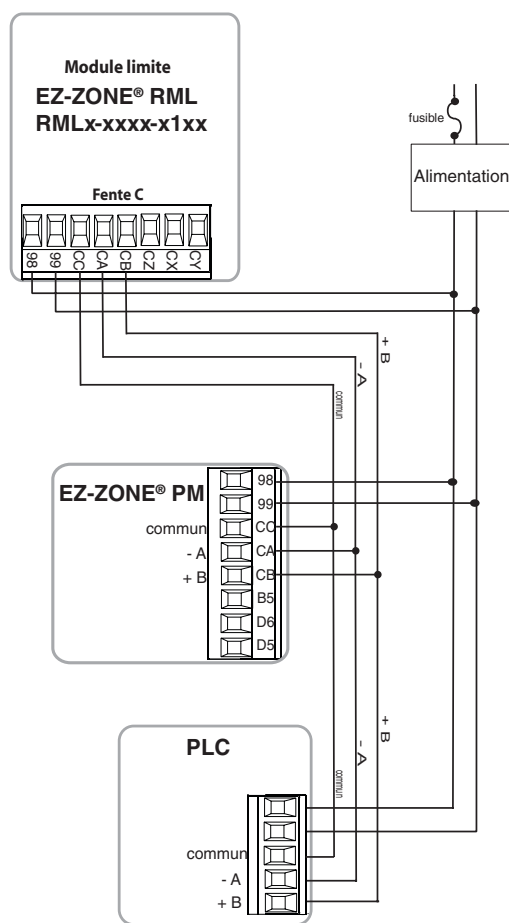 Module limite
EZ-ZONE® RML
RMLx-xxxx-x1xx
Fente C
98
99
CC
CA
CB
CZ
CX
CY
fusible
Alimentation
+ B
- A
commun
EZ-ZONE® PM
98
99
commun CC
- A CA
+ B CB
B5
D6
D5
+ B
- A
commun
PLC
commun
- A
+ B